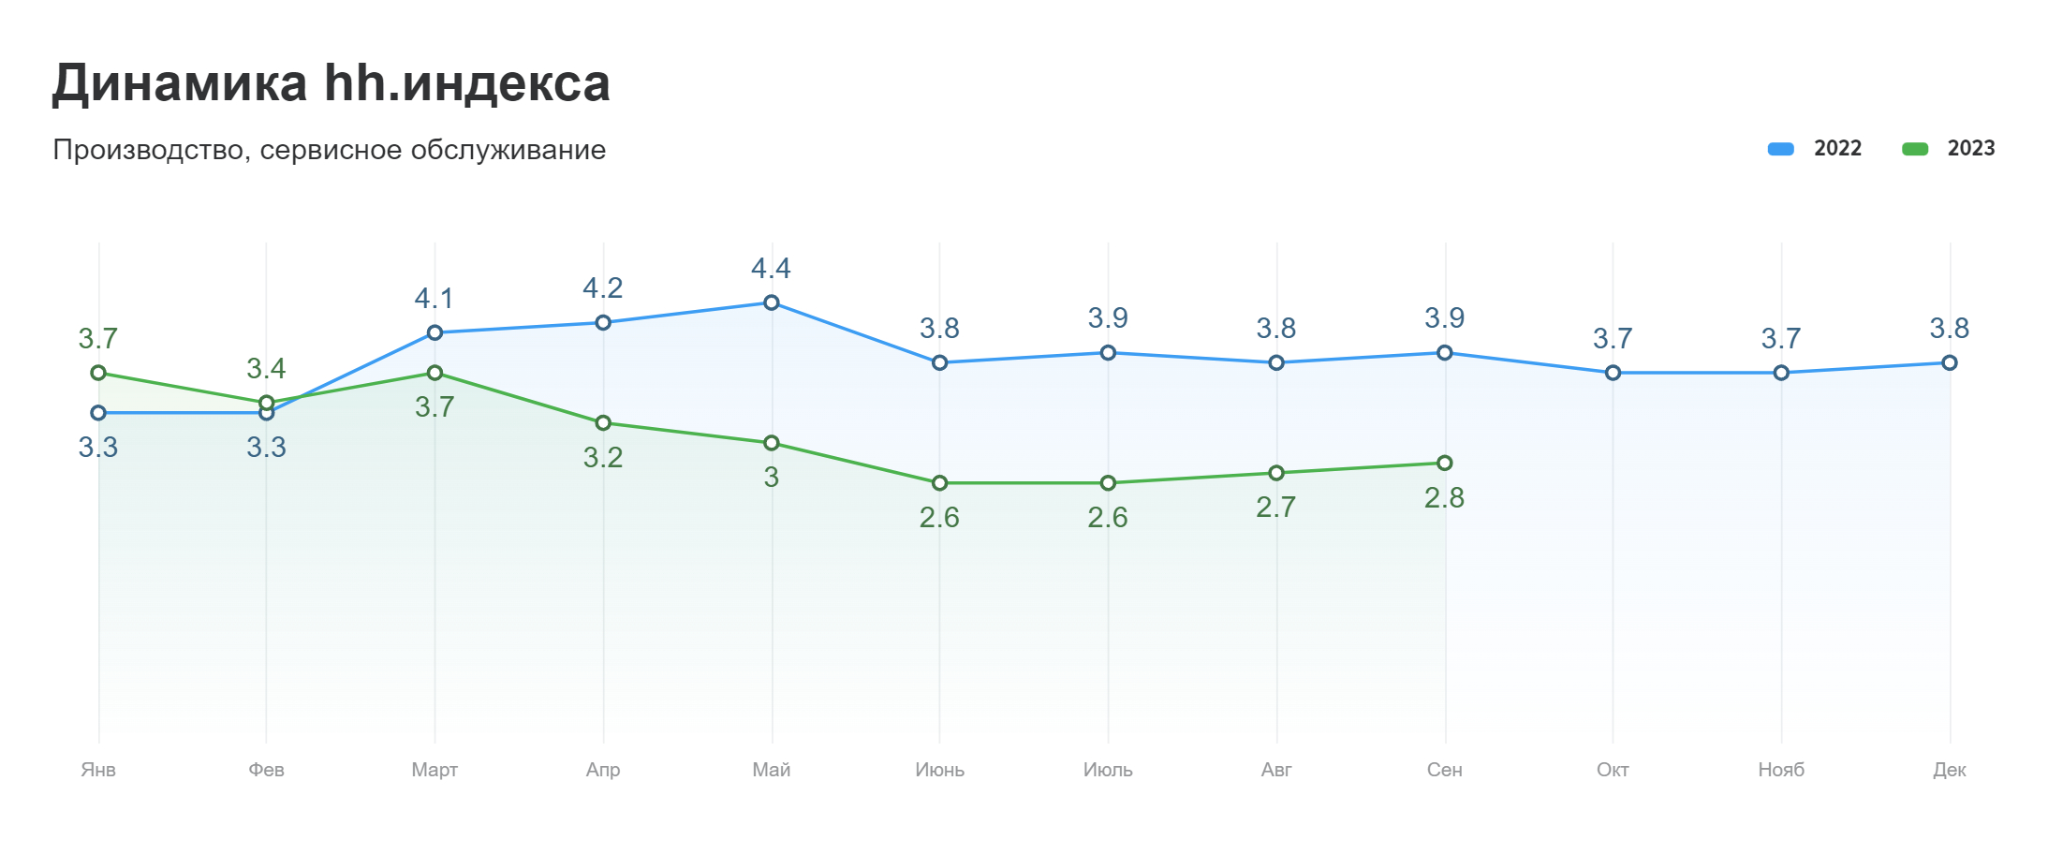 Динамика hh.индекса
Производство, сервисное обслуживание
2022 2023
4.4
4.2
4.1
3.8 3.9 3.8 3.9 3.7 3.7 3.8
3.7
3.4
3.3 3.3 3.7
3.2
3
2.6 2.6 2.7 2.8
Янв Фев Март Апр Май Июнь Июль Авг Сен Окт Нояб Дек